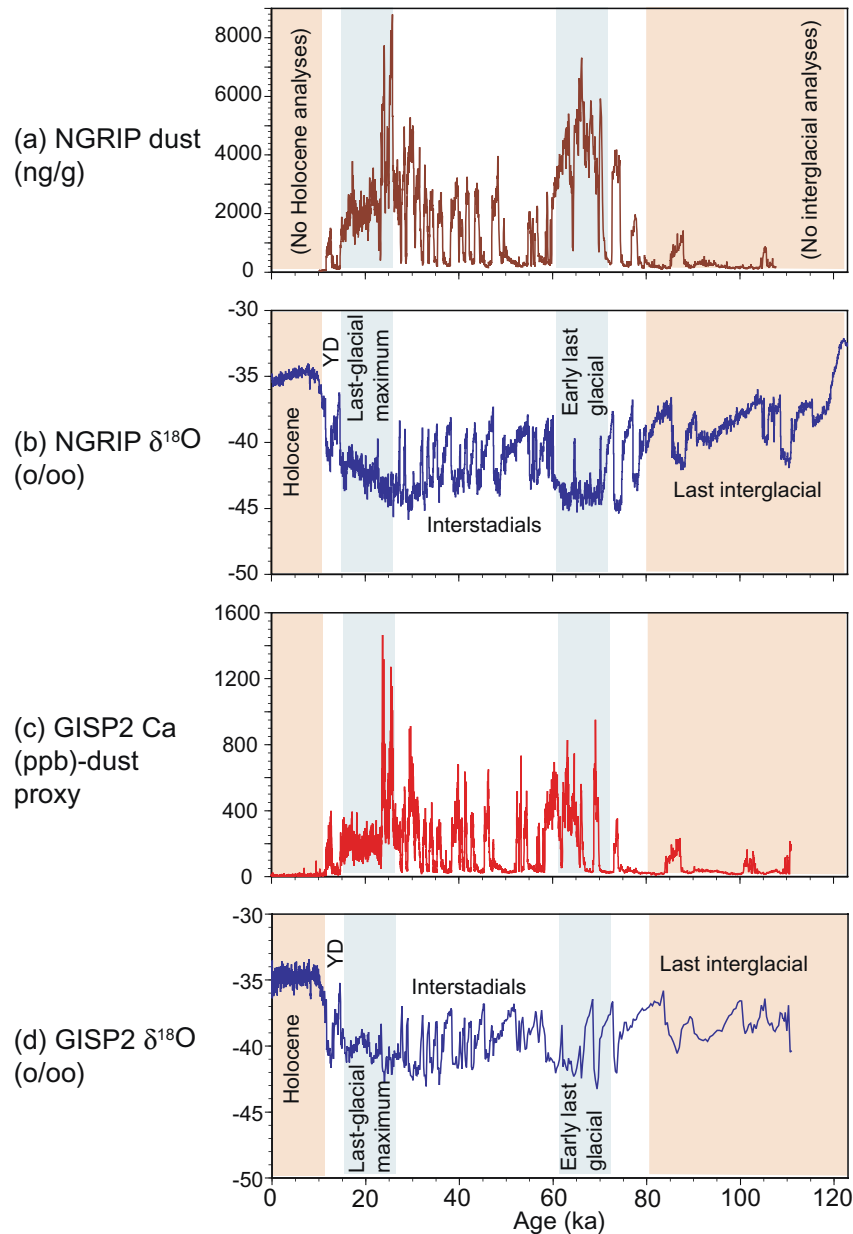 (a) NGRIP dust
(ng/g)
8000
6000
4000
2000
0
(No Holocene analyses)
(No interglacial analyses)
(b) NGRIP δ¹⁸O
(o/oo)
-30
-35
-40
-45
-50
Holocene
YD
Last-glacial
maximum
Interstadials
Early last
glacial
Last interglacial
(c) GISP2 Ca
(ppb)-dust
proxy
1600
1200
800
400
0
(d) GISP2 δ¹⁸O
(o/oo)
-30
-35
-40
-45
-50
Holocene
YD
Last-glacial
maximum
Interstadials
Early last
glacial
Last interglacial
0 20 40 60 80 100 120
Age (ka)